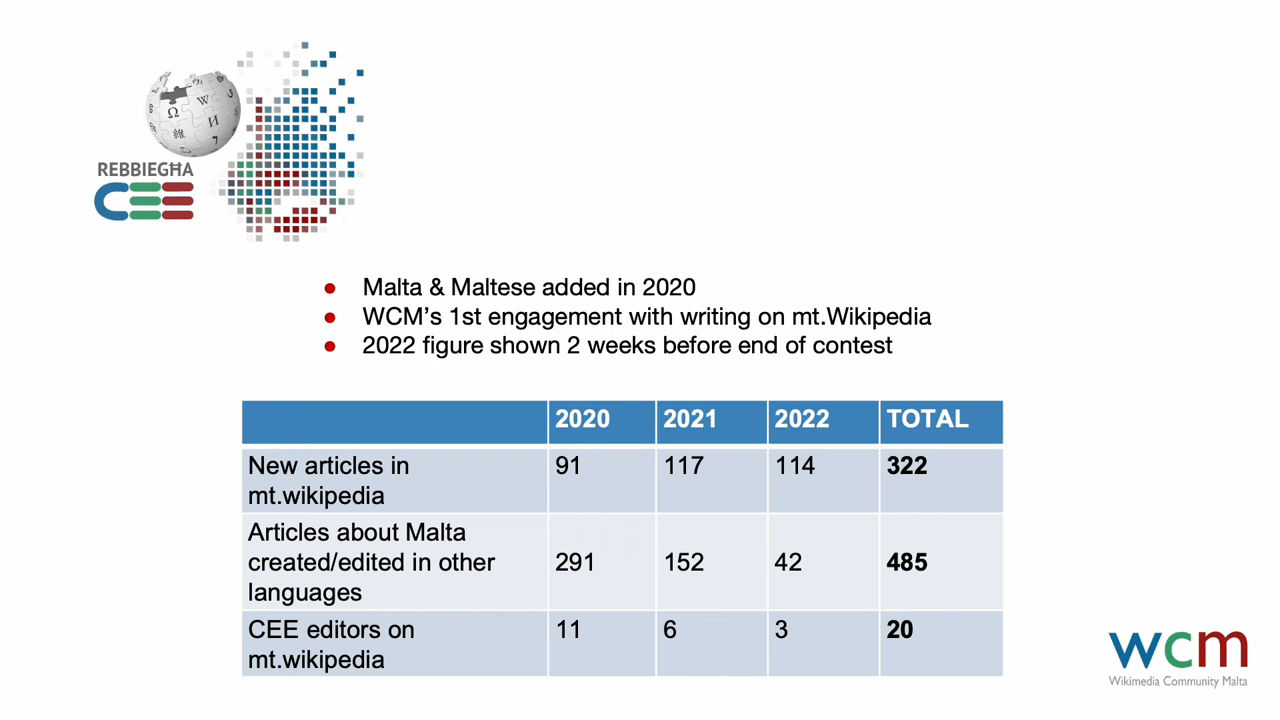 REBBIEGĦA
CEE
Malta & Maltese added in 2020
WCM's 1st engagement with writing on mt.Wikipedia
2022 figure shown 2 weeks before end of contest
2020 2021 2022 TOTAL
New articles in
mt.wikipedia
91 117 114 322
Articles about Malta
created/edited in other
languages
291 152 42 485
CEE editors on
mt.wikipedia
11 6 3 20
wcm
Wikimedia Community Malta